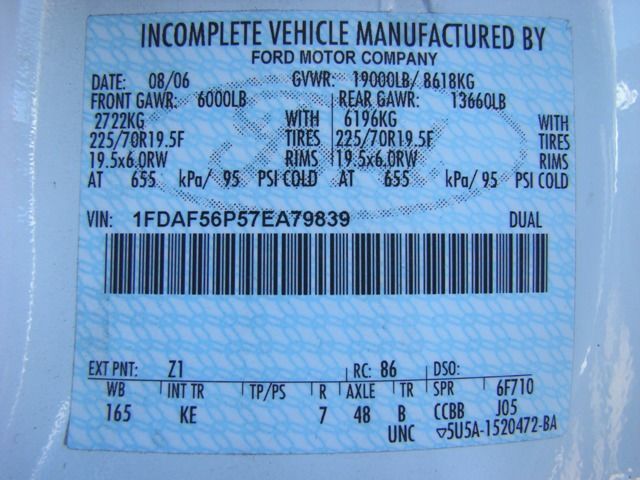 INCOMPLETE VEHICLE MANUFACTURED BY
FORD MOTOR COMPANY
DATE: 08/06 GVWR: 19000LB/ 8618KG
FRONT GAWR: 6000LB REAR GAWR: 13660LB
2722KG WITH 6196KG WITH
225/70R19.5F TIRES 225/70R19.5F TIRES
19.5x6.0RW RIMS 19.5x6.0RW RIMS
AT 655 kPa/ 95 PSI COLD AT 655 kPa/ 95 PSI COLD
VIN: 1FDAF56P57EA79839 DUAL
EXT PNT: Z1 RC: 86 DSO:
WB INT TR TP/PS R AXLE TR SPR 6F710
165 KE 7 48 B CCBB J05
UNC ▽5U5A-1520472-BA